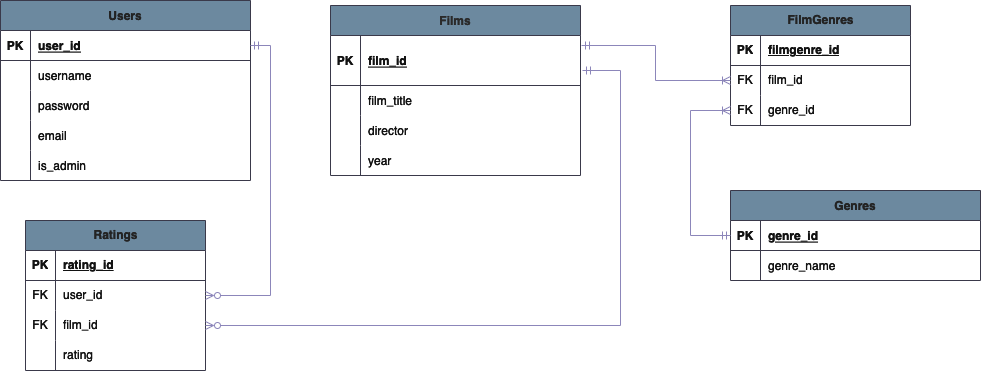 Users
PK user_id
username
password
email
is_admin
Films
PK film_id
film_title
director
year
FilmGenres
PK filmgenre_id
FK film_id
FK genre_id
Genres
PK genre_id
genre_name
Ratings
PK rating_id
FK user_id
FK film_id
rating